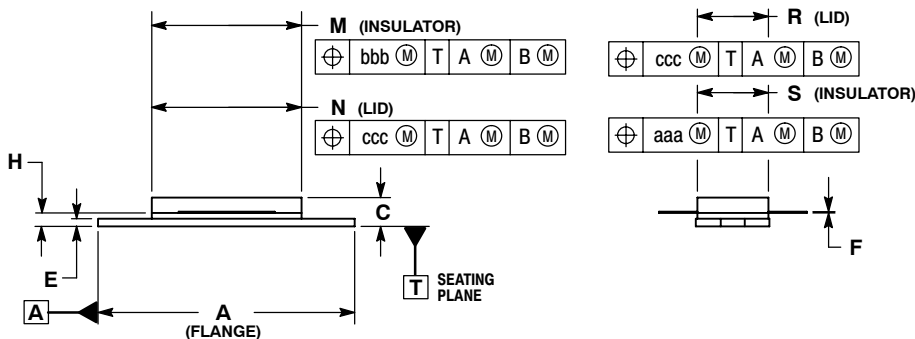 M (INSULATOR)
⌖ bbb Ⓜ T A Ⓜ B Ⓜ
N (LID)
⌖ ccc Ⓜ T A Ⓜ B Ⓜ
R (LID)
⌖ ccc Ⓜ T A Ⓜ B Ⓜ
S (INSULATOR)
⌖ aaa Ⓜ T A Ⓜ B Ⓜ
H
C
E
F
T SEATING
PLANE
A
A
(FLANGE)